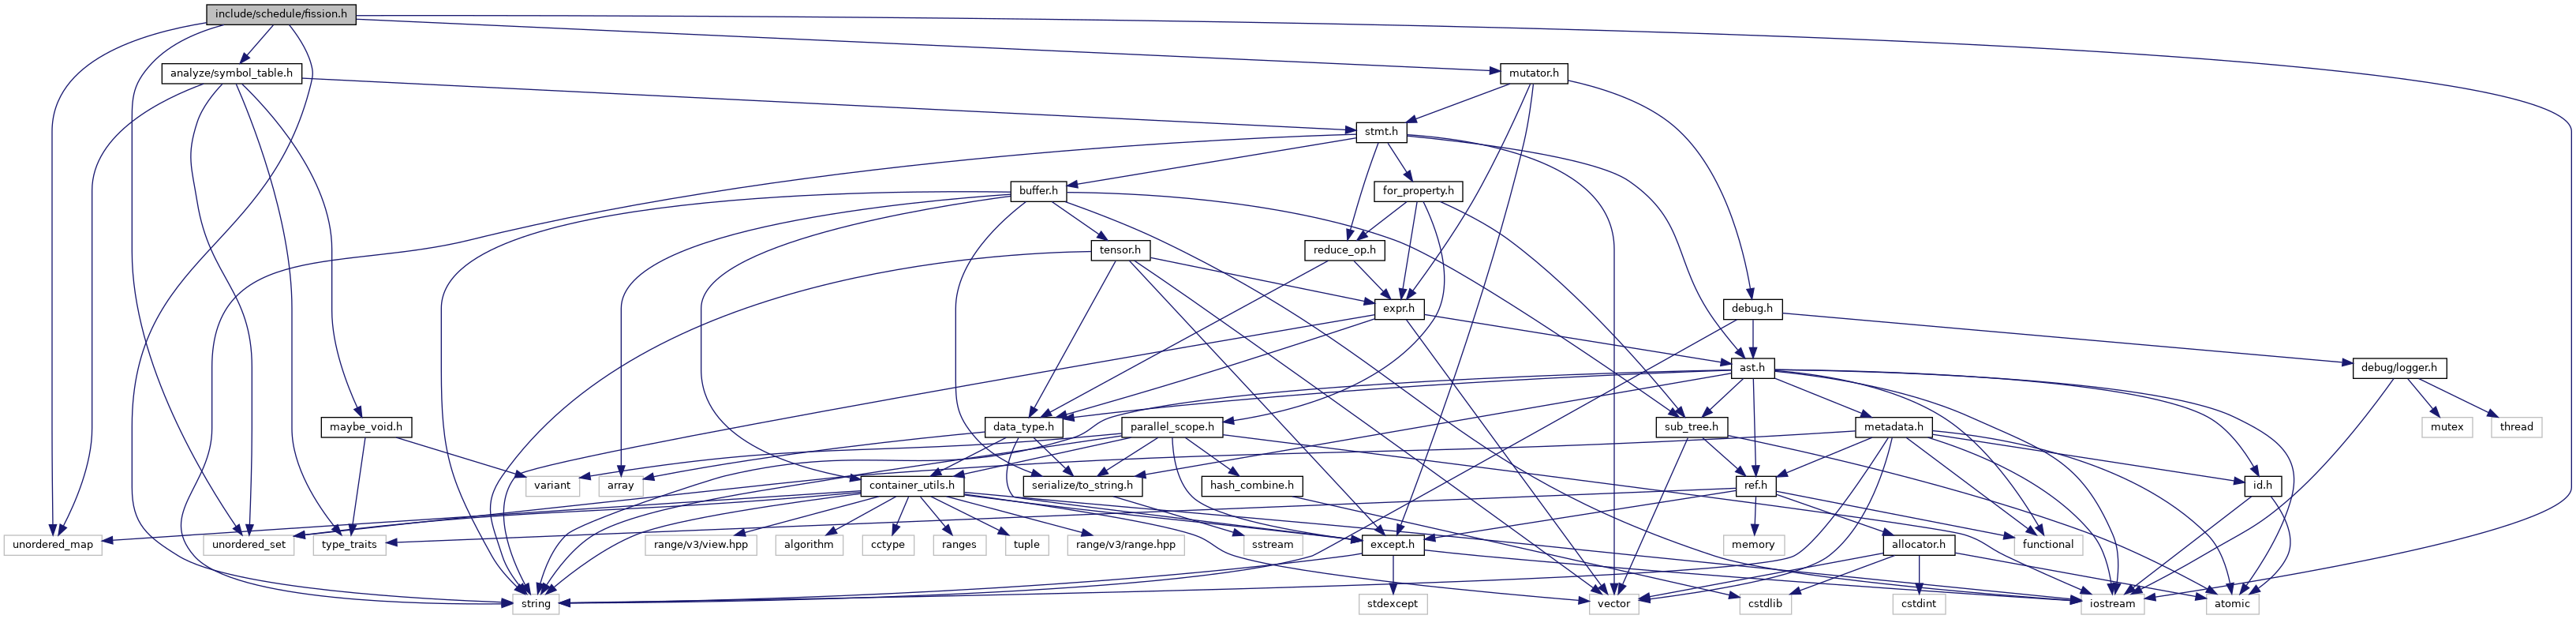 include/schedule/fission.h
analyze/symbol_table.h
mutator.h
stmt.h
buffer.h
for_property.h
tensor.h
reduce_op.h
expr.h
debug.h
ast.h
debug/logger.h
maybe_void.h
data_type.h
parallel_scope.h
sub_tree.h
metadata.h
mutex
thread
variant
array
container_utils.h
serialize/to_string.h
hash_combine.h
ref.h
id.h
unordered_map
unordered_set
type_traits
range/v3/view.hpp
algorithm
cctype
ranges
tuple
range/v3/range.hpp
sstream
except.h
memory
allocator.h
functional
string
stdexcept
vector
cstdlib
cstdint
iostream
atomic